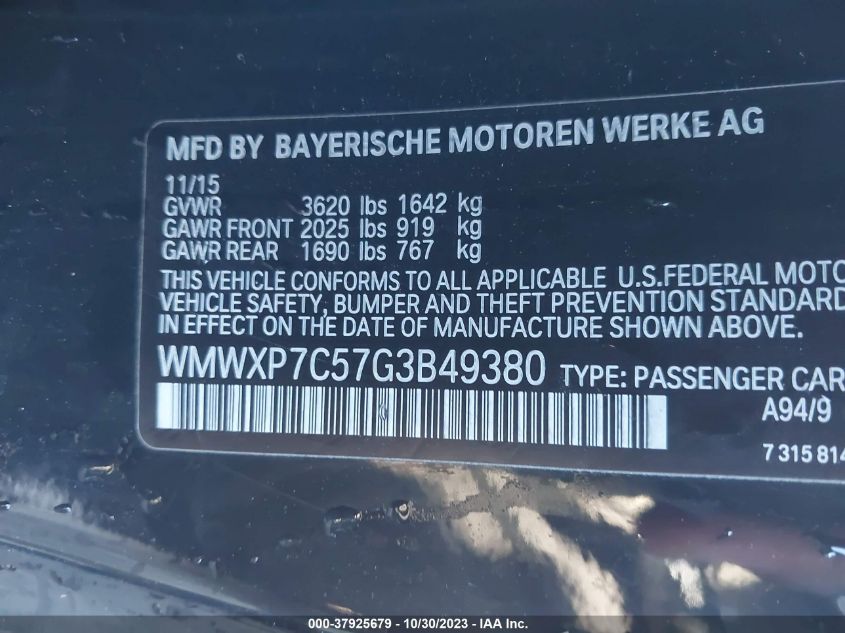 MFD BY BAYERISCHE MOTOREN WERKE AG
11/15
GVWR 3620 lbs 1642 kg
GAWR FRONT 2025 lbs 919 kg
GAWR REAR 1690 lbs 767 kg
THIS VEHICLE CONFORMS TO ALL APPLICABLE U.S.FEDERAL MOTO
VEHICLE SAFETY, BUMPER AND THEFT PREVENTION STANDARD
IN EFFECT ON THE DATE OF MANUFACTURE SHOWN ABOVE.
WMWXP7C57G3B49380 TYPE: PASSENGER CAR
A94/9
7 315 814
000-37925679 - 10/30/2023 - IAA Inc.